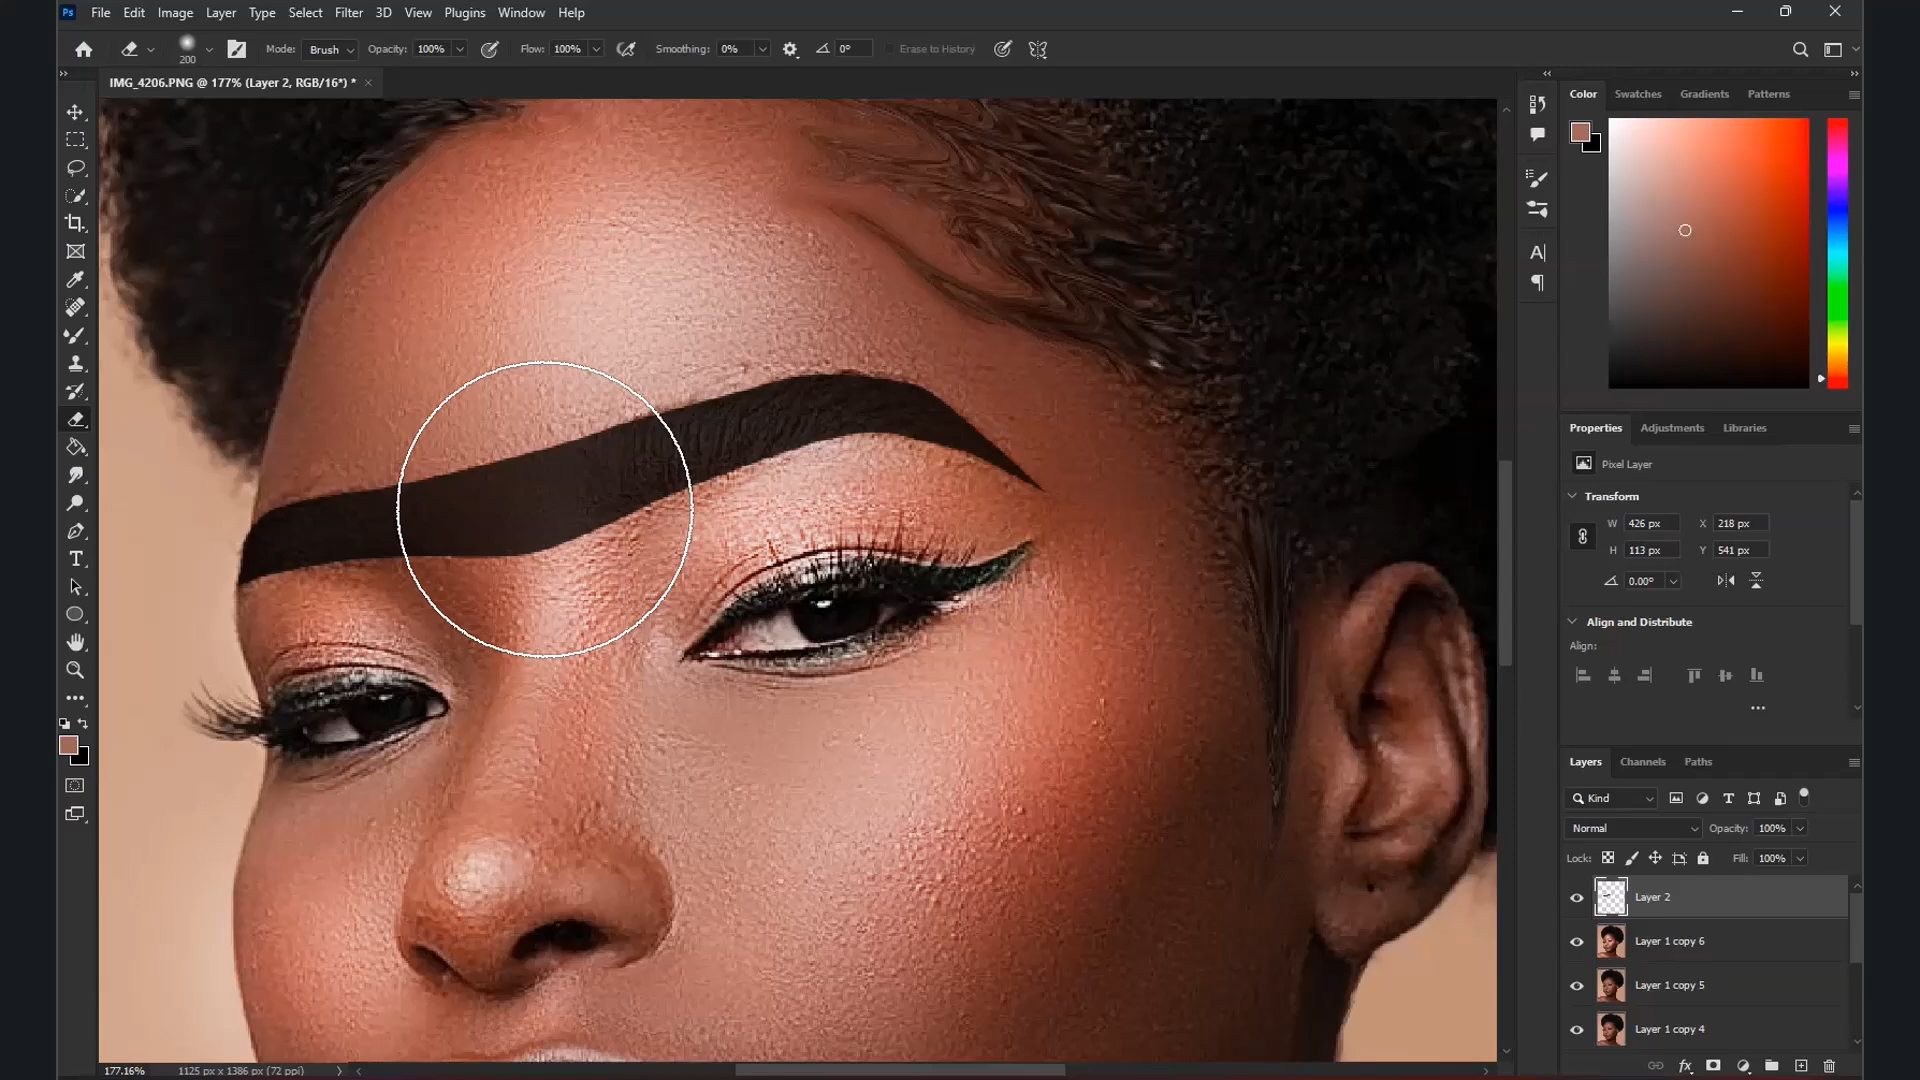 Ps File Edit Image Layer Type Select Filter 3D View Plugins Window Help
200 Mode: Brush Opacity: 100% Flow: 100% Smoothing: 0% 0° Erase to History
IMG_4206.PNG @ 177% (Layer 2, RGB/16*) *
Color Swatches Gradients Patterns
Properties Adjustments Libraries
Pixel Layer
Transform
W 426 px X 218 px
H 113 px Y 541 px
0.00°
Align and Distribute
Align:
Layers Channels Paths
Kind
Normal Opacity: 100%
Lock: Fill: 100%
Layer 2
Layer 1 copy 6
Layer 1 copy 5
Layer 1 copy 4
177.16% 1125 px x 1386 px (72 ppi)